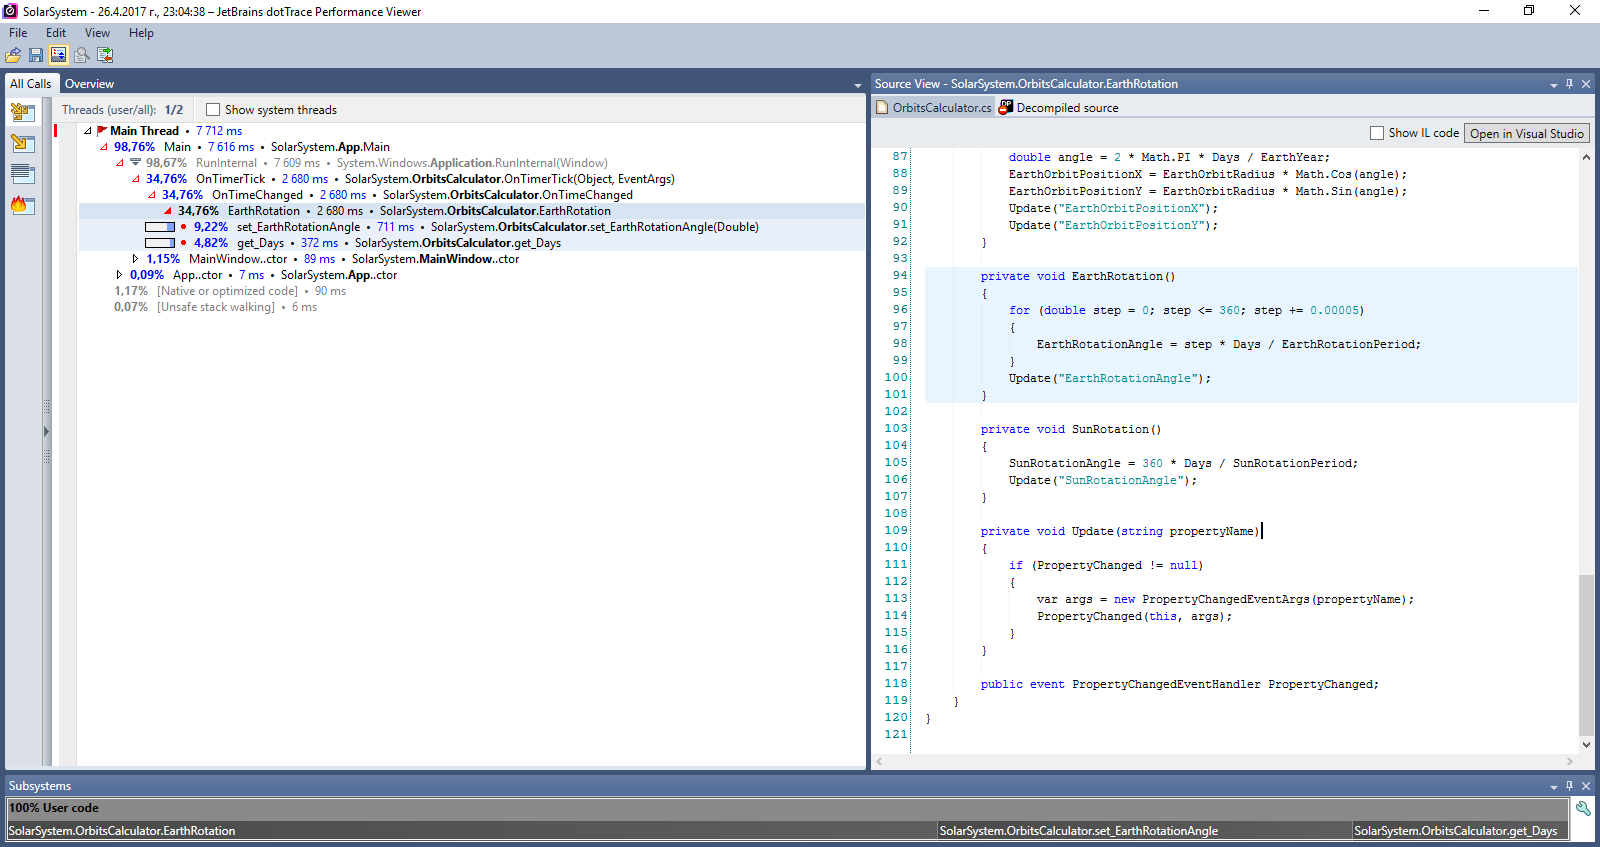 SolarSystem - 26.4.2017 г., 23:04:38 – JetBrains dotTrace Performance Viewer
File Edit View Help
All Calls Overview
Threads (user/all): 1/2 Show system threads
Main Thread • 7 712 ms
98,76% Main • 7 616 ms • SolarSystem.App.Main
98,67% RunInternal • 7 609 ms • System.Windows.Application.RunInternal(Window)
34,76% OnTimerTick • 2 680 ms • SolarSystem.OrbitsCalculator.OnTimerTick(Object, EventArgs)
34,76% OnTimeChanged • 2 680 ms • SolarSystem.OrbitsCalculator.OnTimeChanged
34,76% EarthRotation • 2 680 ms • SolarSystem.OrbitsCalculator.EarthRotation
9,22% set_EarthRotationAngle • 711 ms • SolarSystem.OrbitsCalculator.set_EarthRotationAngle(Double)
4,82% get_Days • 372 ms • SolarSystem.OrbitsCalculator.get_Days
1,15% MainWindow..ctor • 89 ms • SolarSystem.MainWindow..ctor
0,09% App..ctor • 7 ms • SolarSystem.App..ctor
1,17% [Native or optimized code] • 90 ms
0,07% [Unsafe stack walking] • 6 ms
Source View - SolarSystem.OrbitsCalculator.EarthRotation
OrbitsCalculator.cs DP Decompiled source
Show IL code Open in Visual Studio
87 double angle = 2 * Math.PI * Days / EarthYear;
88 EarthOrbitPositionX = EarthOrbitRadius * Math.Cos(angle);
89 EarthOrbitPositionY = EarthOrbitRadius * Math.Sin(angle);
90 Update("EarthOrbitPositionX");
91 Update("EarthOrbitPositionY");
92 }
93
94 private void EarthRotation()
95 {
96 for (double step = 0; step <= 360; step += 0.00005)
97 {
98 EarthRotationAngle = step * Days / EarthRotationPeriod;
99 }
100 Update("EarthRotationAngle");
101 }
102
103 private void SunRotation()
104 {
105 SunRotationAngle = 360 * Days / SunRotationPeriod;
106 Update("SunRotationAngle");
107 }
108
109 private void Update(string propertyName)
110 {
111 if (PropertyChanged != null)
112 {
113 var args = new PropertyChangedEventArgs(propertyName);
114 PropertyChanged(this, args);
115 }
116 }
117
118 public event PropertyChangedEventHandler PropertyChanged;
119 }
120 }
121
Subsystems
100% User code
SolarSystem.OrbitsCalculator.EarthRotation SolarSystem.OrbitsCalculator.set_EarthRotationAngle SolarSystem.OrbitsCalculator.get_Days